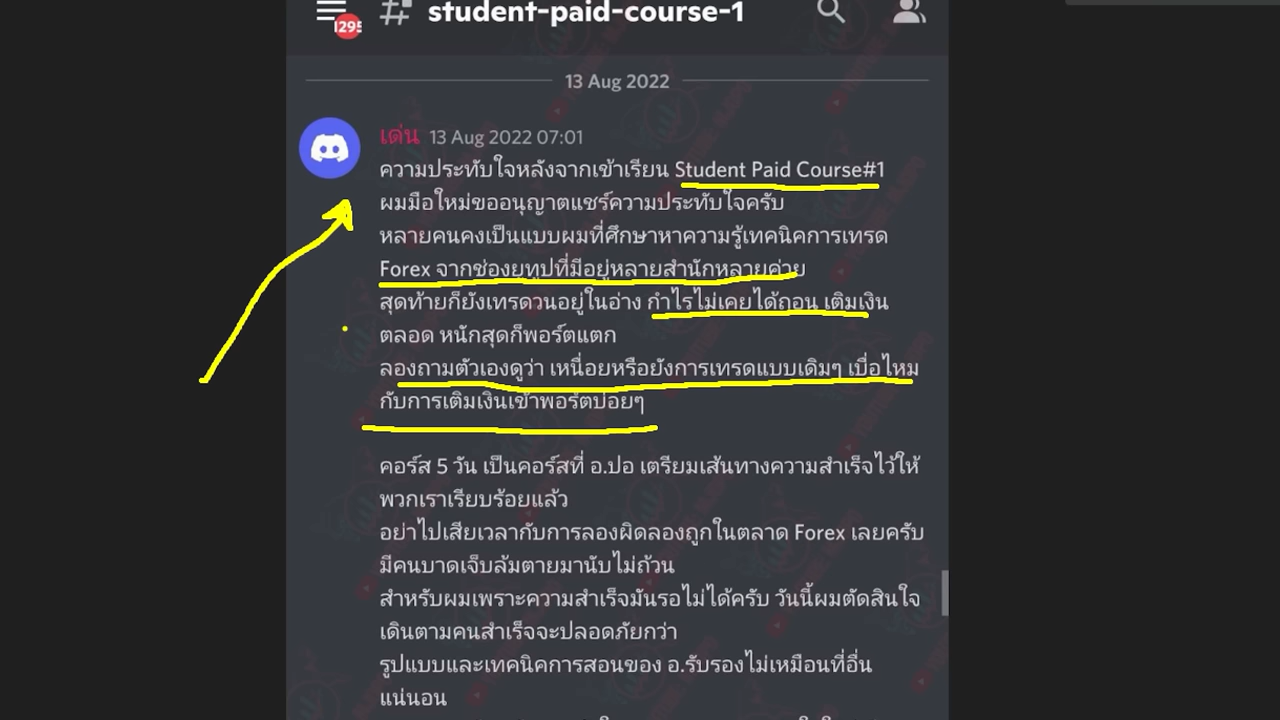 1295
# student-paid-course-1
13 Aug 2022
เด่น 13 Aug 2022 07:01
ความประทับใจหลังจากเข้าเรียน Student Paid Course#1
ผมมือใหม่ขออนุญาตแชร์ความประทับใจครับ
หลายคนคงเป็นแบบผมที่ศึกษาหาความรู้เทคนิคการเทรด
Forex จากช่องยูทูปที่มีอยู่หลายสำนักหลายค่าย
สุดท้ายก็ยังเทรดวนอยู่ในอ่าง กำไรไม่เคยได้ถอน เติมเงิน
ตลอด หนักสุดก็พอร์ตแตก
ลองถามตัวเองดูว่า เหนื่อยหรือยังการเทรดแบบเดิมๆ เบื่อไหม
กับการเติมเงินเข้าพอร์ตบ่อยๆ
คอร์ส 5 วัน เป็นคอร์สที่ อ.ปอ เตรียมเส้นทางความสำเร็จไว้ให้
พวกเราเรียบร้อยแล้ว
อย่าไปเสียเวลากับการลองผิดลองถูกในตลาด Forex เลยครับ
มีคนบาดเจ็บล้มตายมานับไม่ถ้วน
สำหรับผมเพราะความสำเร็จมันรอไม่ได้ครับ วันนี้ผมตัดสินใจ
เดินตามคนสำเร็จจะปลอดภัยกว่า
รูปแบบและเทคนิคการสอนของ อ.รับรองไม่เหมือนที่อื่น
แน่นอน